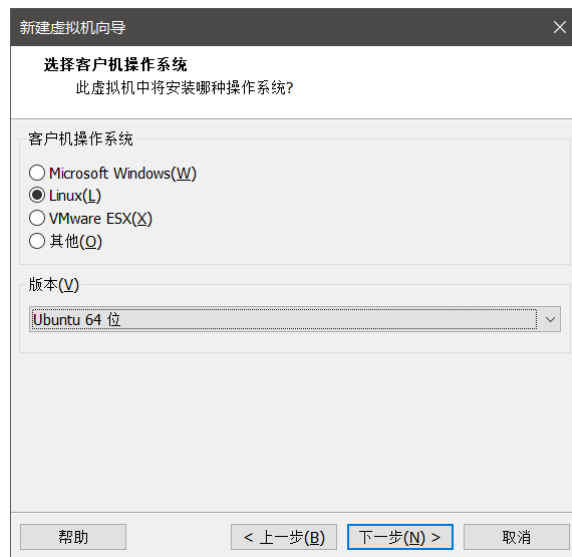 新建虚拟机向导
选择客户机操作系统
此虚拟机中将安装哪种操作系统?
客户机操作系统
Microsoft Windows(W)
Linux(L)
VMware ESX(X)
其他(O)
版本(V)
Ubuntu 64 位
帮助
< 上一步(B)
下一步(N) >
取消